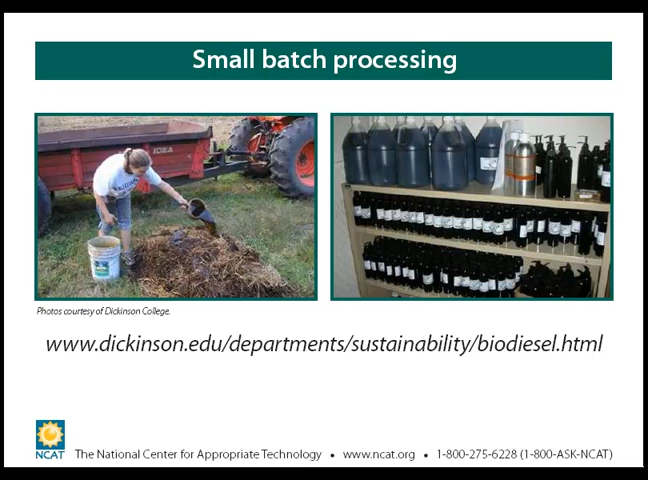 Small batch processing
IDEA
Photos courtesy of Dickinson College.
www.dickinson.edu/departments/sustainability/biodiesel.html
NCAT
The National Center for Appropriate Technology • www.ncat.org • 1-800-275-6228 (1-800-ASK-NCAT)